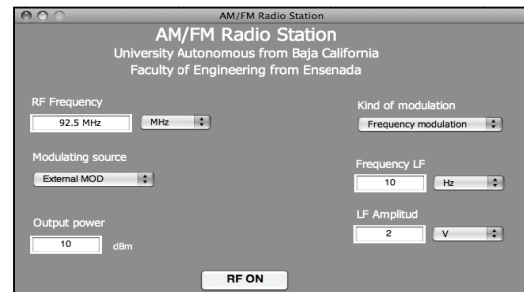 AM/FM Radio Station
AM/FM Radio Station
University Autonomous from Baja California
Faculty of Engineering from Ensenada
RF Frequency
92.5 MHz
MHz
Kind of modulation
Frequency modulation
Modulating source
External MOD
Frequency LF
10
Hz
Output power
10
dBm
LF Amplitud
2
V
RF ON